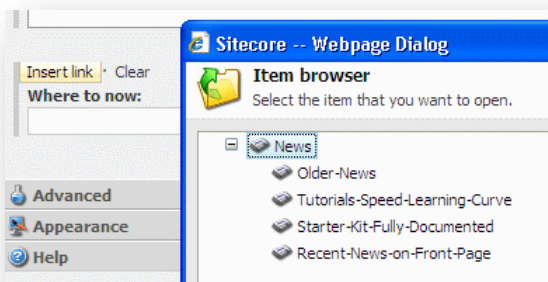 Sitecore -- Webpage Dialog
Insert link · Clear
Where to now:
Item browser
Select the item that you want to open.
News
Older-News
Tutorials-Speed-Learning-Curve
Starter-Kit-Fully-Documented
Recent-News-on-Front-Page
Advanced
Appearance
Help